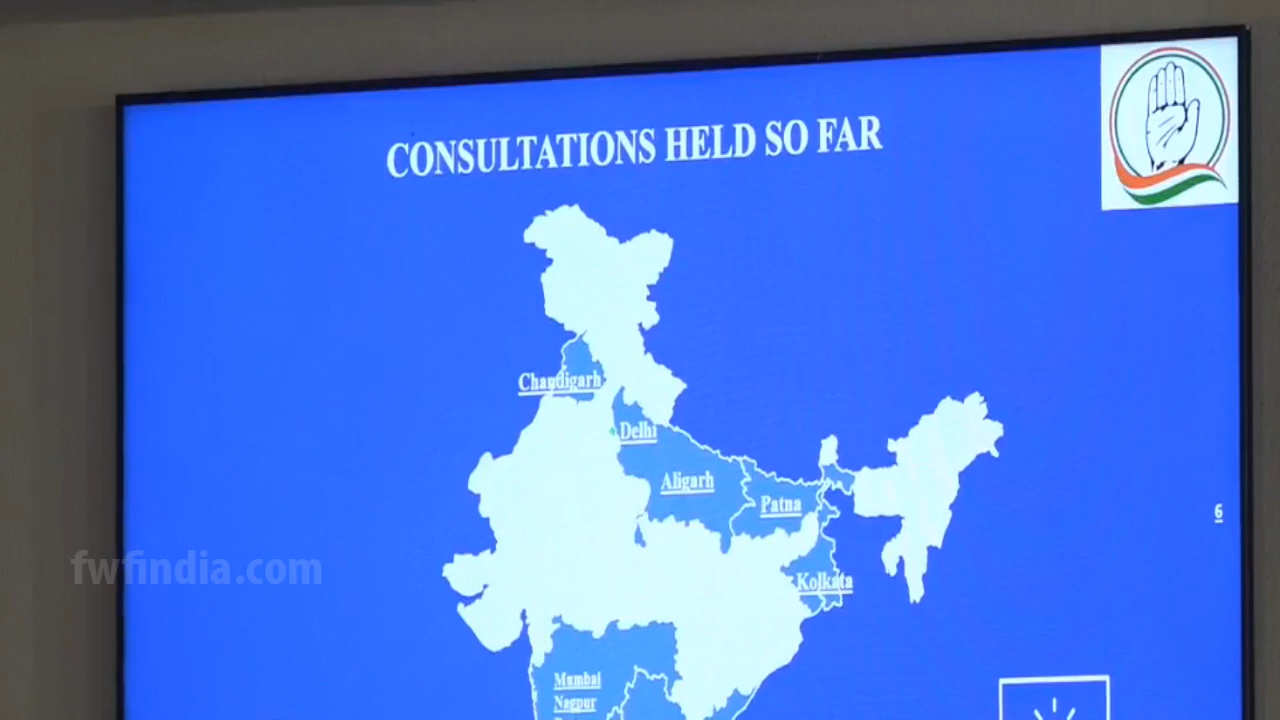 CONSULTATIONS HELD SO FAR
Chandigarh
Delhi
Aligarh
Patna
6
fwfindia.com
Kolkata
Mumbai
Nagpur